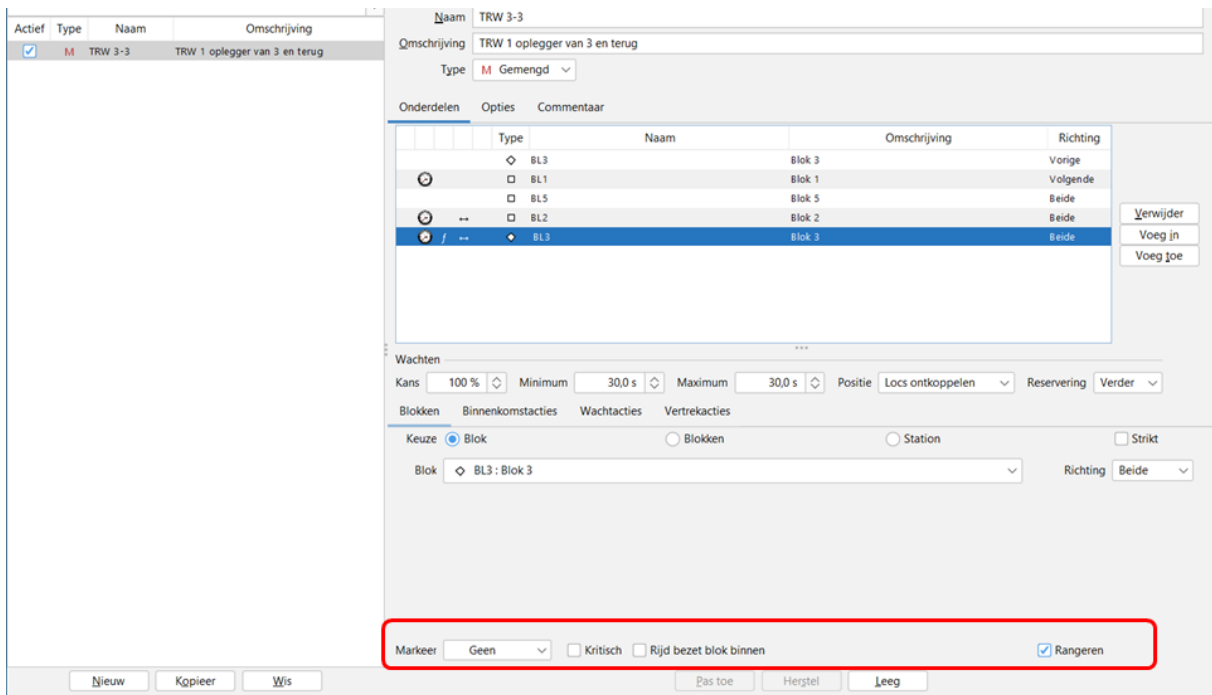 Actief Type Naam Omschrijving
M TRW 3-3 TRW 1 oplegger van 3 en terug
Nieuw Kopieer Wis
Naam TRW 3-3
Omschrijving TRW 1 oplegger van 3 en terug
Type M Gemengd
Onderdelen Opties Commentaar
Type Naam Omschrijving Richting
BL3 Blok 3 Vorige
BL1 Blok 1 Volgende
BL5 Blok 5 Beide
BL2 Blok 2 Beide
f BL3 Blok 3 Beide
Verwijder
Voeg in
Voeg toe
Wachten
Kans 100 % Minimum 30,0 s Maximum 30,0 s Positie Locs ontkoppelen Reservering Verder
Blokken Binnenkomstacties Wachtacties Vertrekacties
Keuze Blok Blokken Station Strikt
Blok BL3 : Blok 3 Richting Beide
Markeer Geen Kritisch Rijd bezet blok binnen Rangeren
Pas toe Herstel Leeg